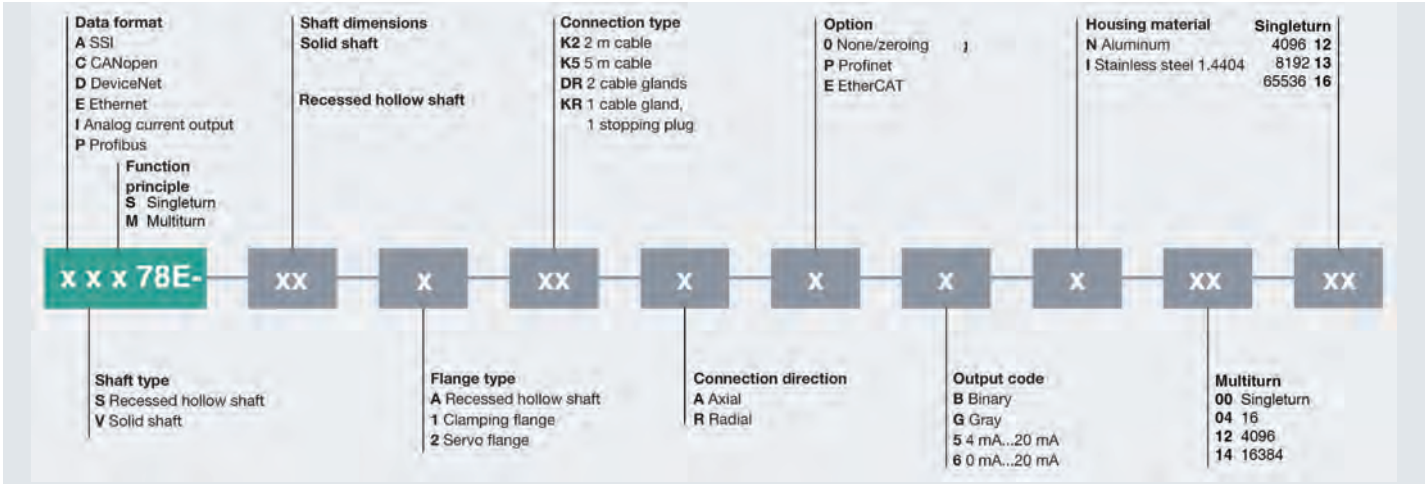 Data format
A SSI
C CANopen
D DeviceNet
E Ethernet
I Analog current output
P Profibus
Function
principle
S Singleturn
M Multiturn
Shaft dimensions
Solid shaft
Recessed hollow shaft
Connection type
K2 2 m cable
K5 5 m cable
DR 2 cable glands
KR 1 cable gland,
1 stopping plug
Option
0 None/zeroing
P Profinet
E EtherCAT
Housing material
N Aluminum
I Stainless steel 1.4404
Singleturn
4096 12
8192 13
65536 16
x x x 78E- xx x xx x x x x xx xx
Shaft type
S Recessed hollow shaft
V Solid shaft
Flange type
A Recessed hollow shaft
1 Clamping flange
2 Servo flange
Connection direction
A Axial
R Radial
Output code
B Binary
G Gray
5 4 mA...20 mA
6 0 mA...20 mA
Multiturn
00 Singleturn
04 16
12 4096
14 16384